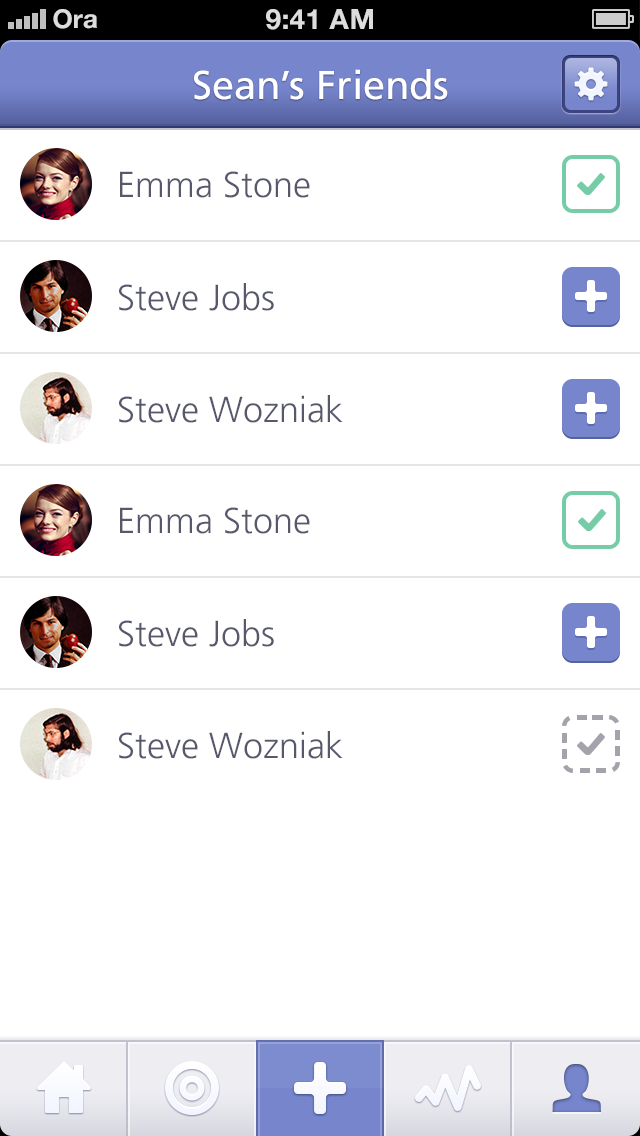 Ora 9:41 AM
Sean’s Friends
Emma Stone
Steve Jobs
Steve Wozniak
Emma Stone
Steve Jobs
Steve Wozniak